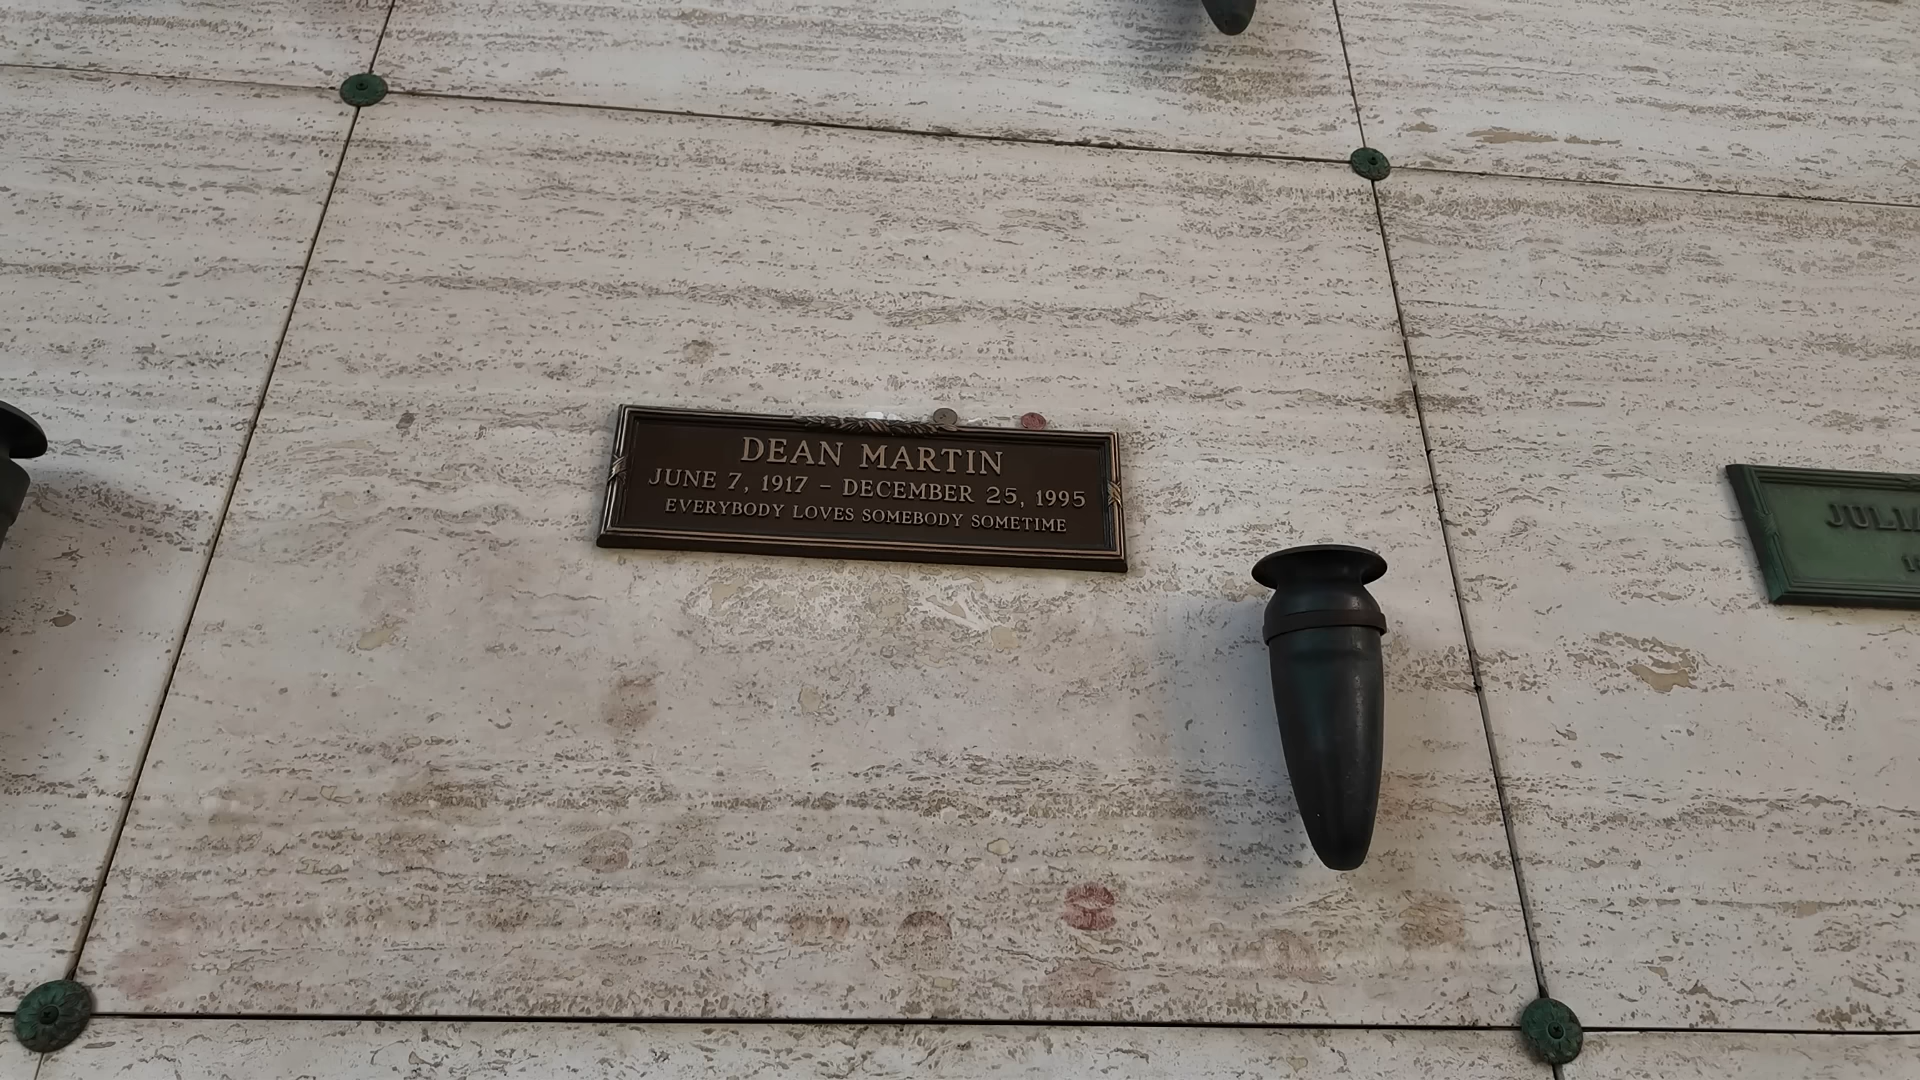 DEAN MARTIN
JUNE 7, 1917 – DECEMBER 25, 1995
EVERYBODY LOVES SOMEBODY SOMETIME